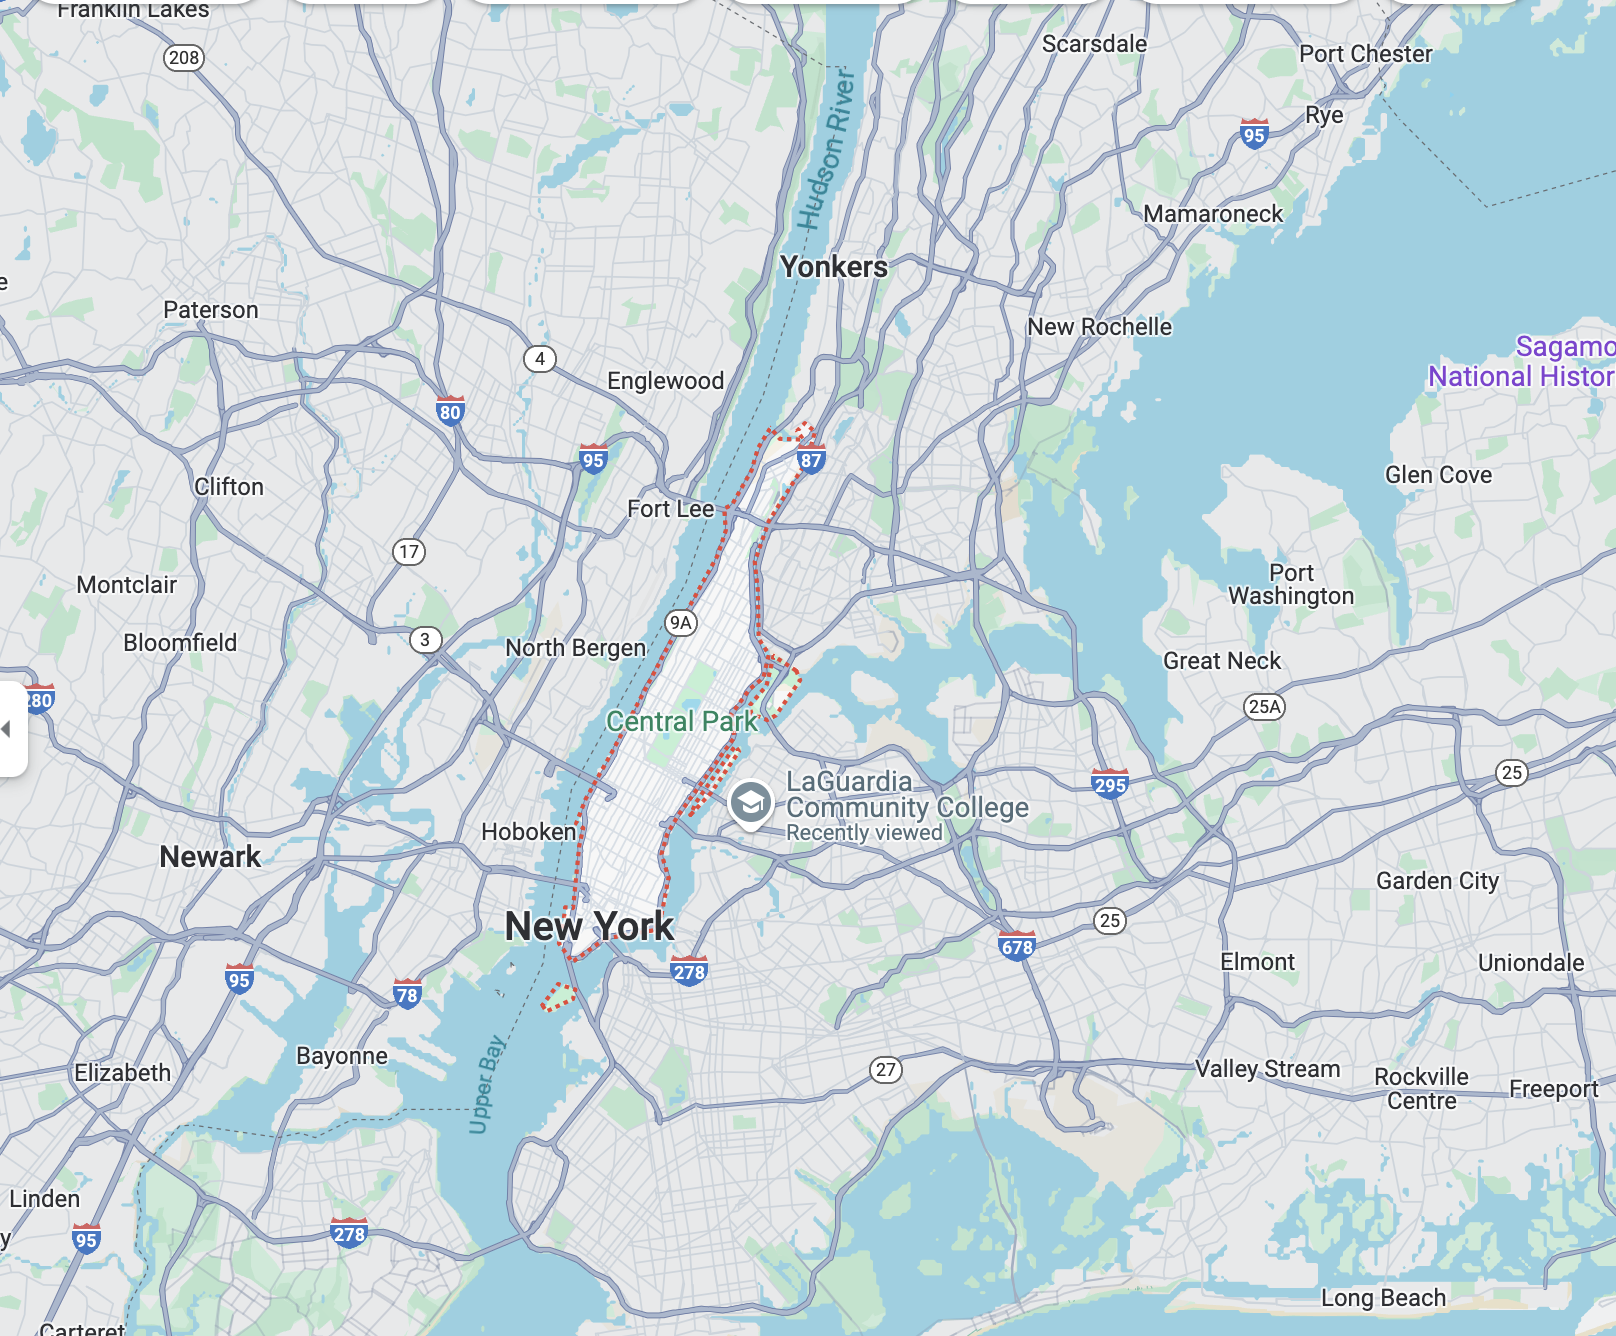 Franklin Lakes
208
Scarsdale
Port Chester
Rye
95
Hudson River
Mamaroneck
Yonkers
Paterson
New Rochelle
Sagamo
National Histor
4
Englewood
80
95
87
Glen Cove
Clifton
Fort Lee
17
Montclair
Port
Washington
Bloomfield
3
9A
North Bergen
Great Neck
280
25A
Central Park
25
295
LaGuardia
Community College
Recently viewed
Hoboken
Newark
Garden City
New York
25
678
Elmont
Uniondale
95
278
78
Bayonne
Elizabeth
Upper Bay
27
Valley Stream
Rockville
Centre
Freeport
Linden
278
95
y
e
Long Beach
Carteret